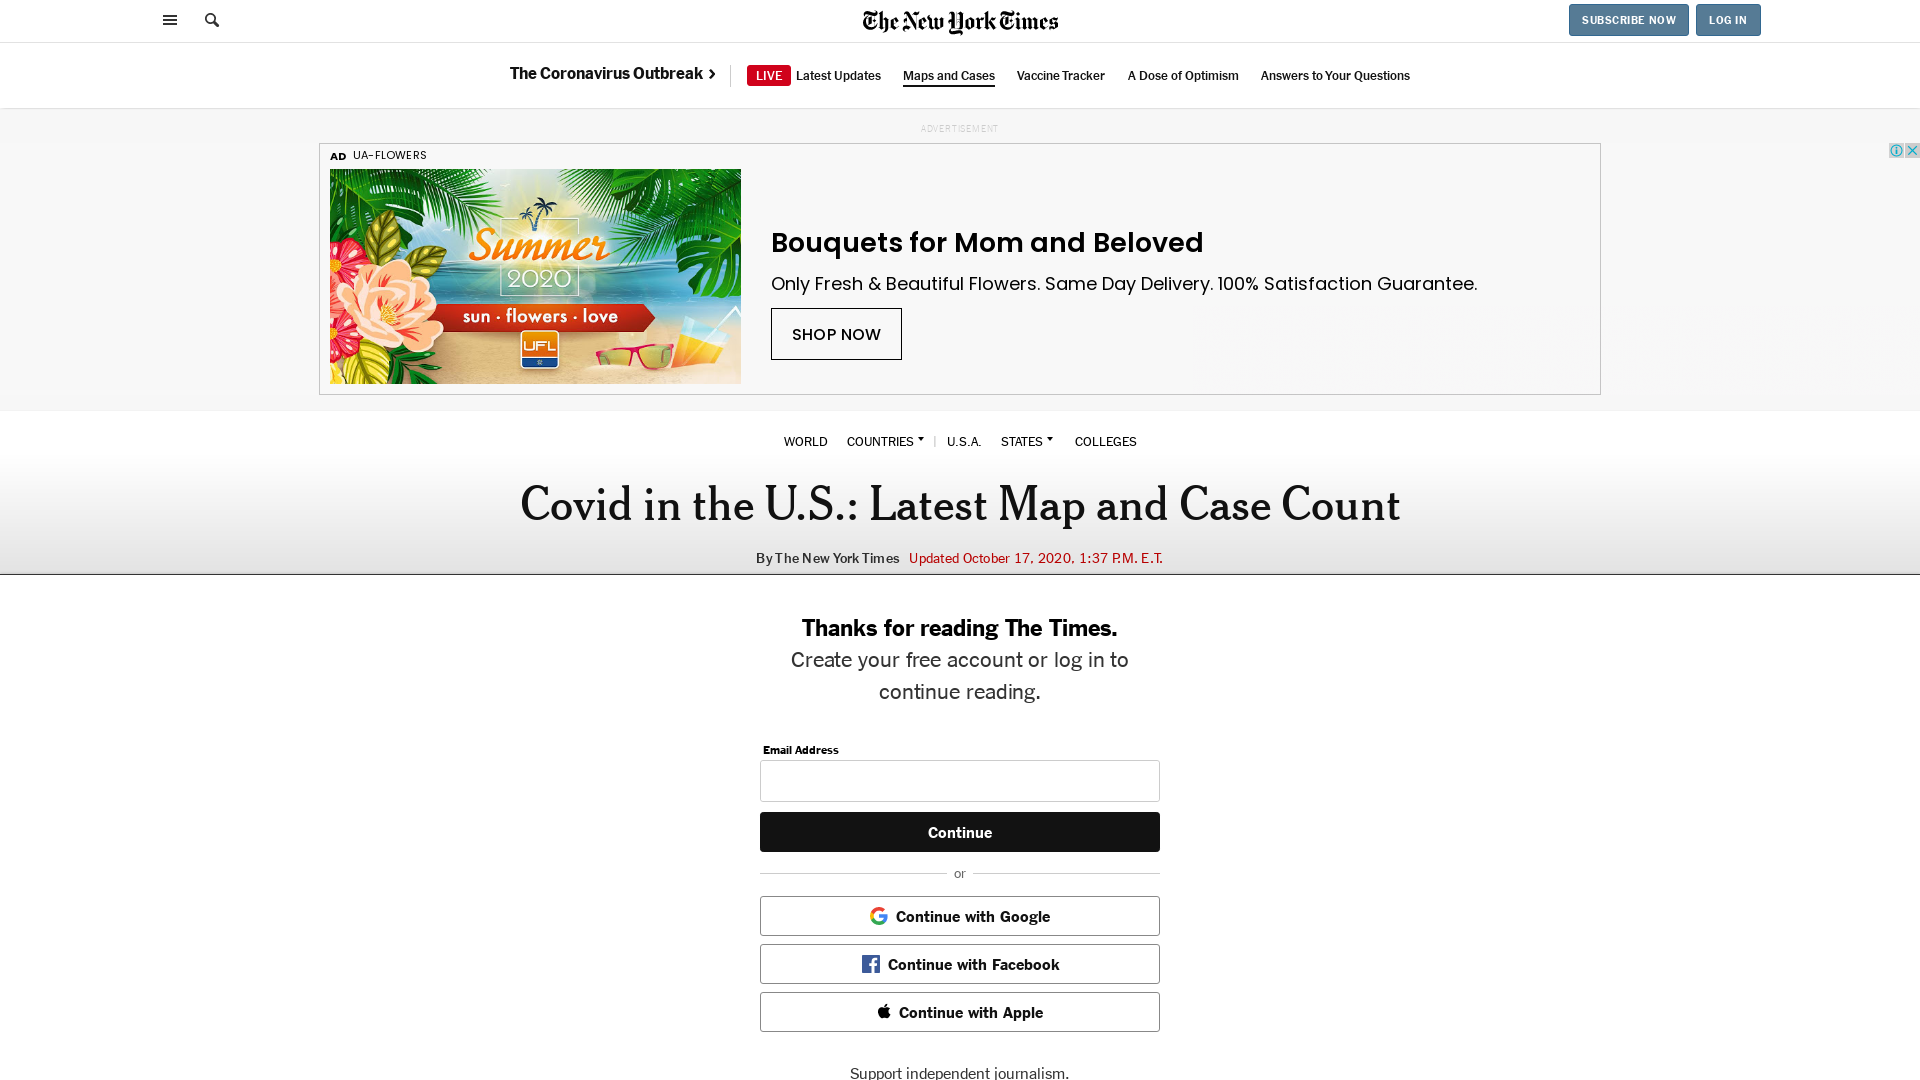 The New York Times
SUBSCRIBE NOW
LOG IN
The Coronavirus Outbreak
LIVE Latest Updates
Maps and Cases
Vaccine Tracker
A Dose of Optimism
Answers to Your Questions
ADVERTISEMENT
AD UA-FLOWERS
Summer
2020
sun · flowers · love
UFL
Bouquets for Mom and Beloved
Only Fresh & Beautiful Flowers. Same Day Delivery. 100% Satisfaction Guarantee.
SHOP NOW
WORLD
COUNTRIES
U.S.A.
STATES
COLLEGES
Covid in the U.S.: Latest Map and Case Count
By The New York Times Updated October 17, 2020, 1:37 P.M. E.T.
Thanks for reading The Times.
Create your free account or log in to
continue reading.
Email Address
Continue
or
Continue with Google
Continue with Facebook
Continue with Apple
Support independent journalism.